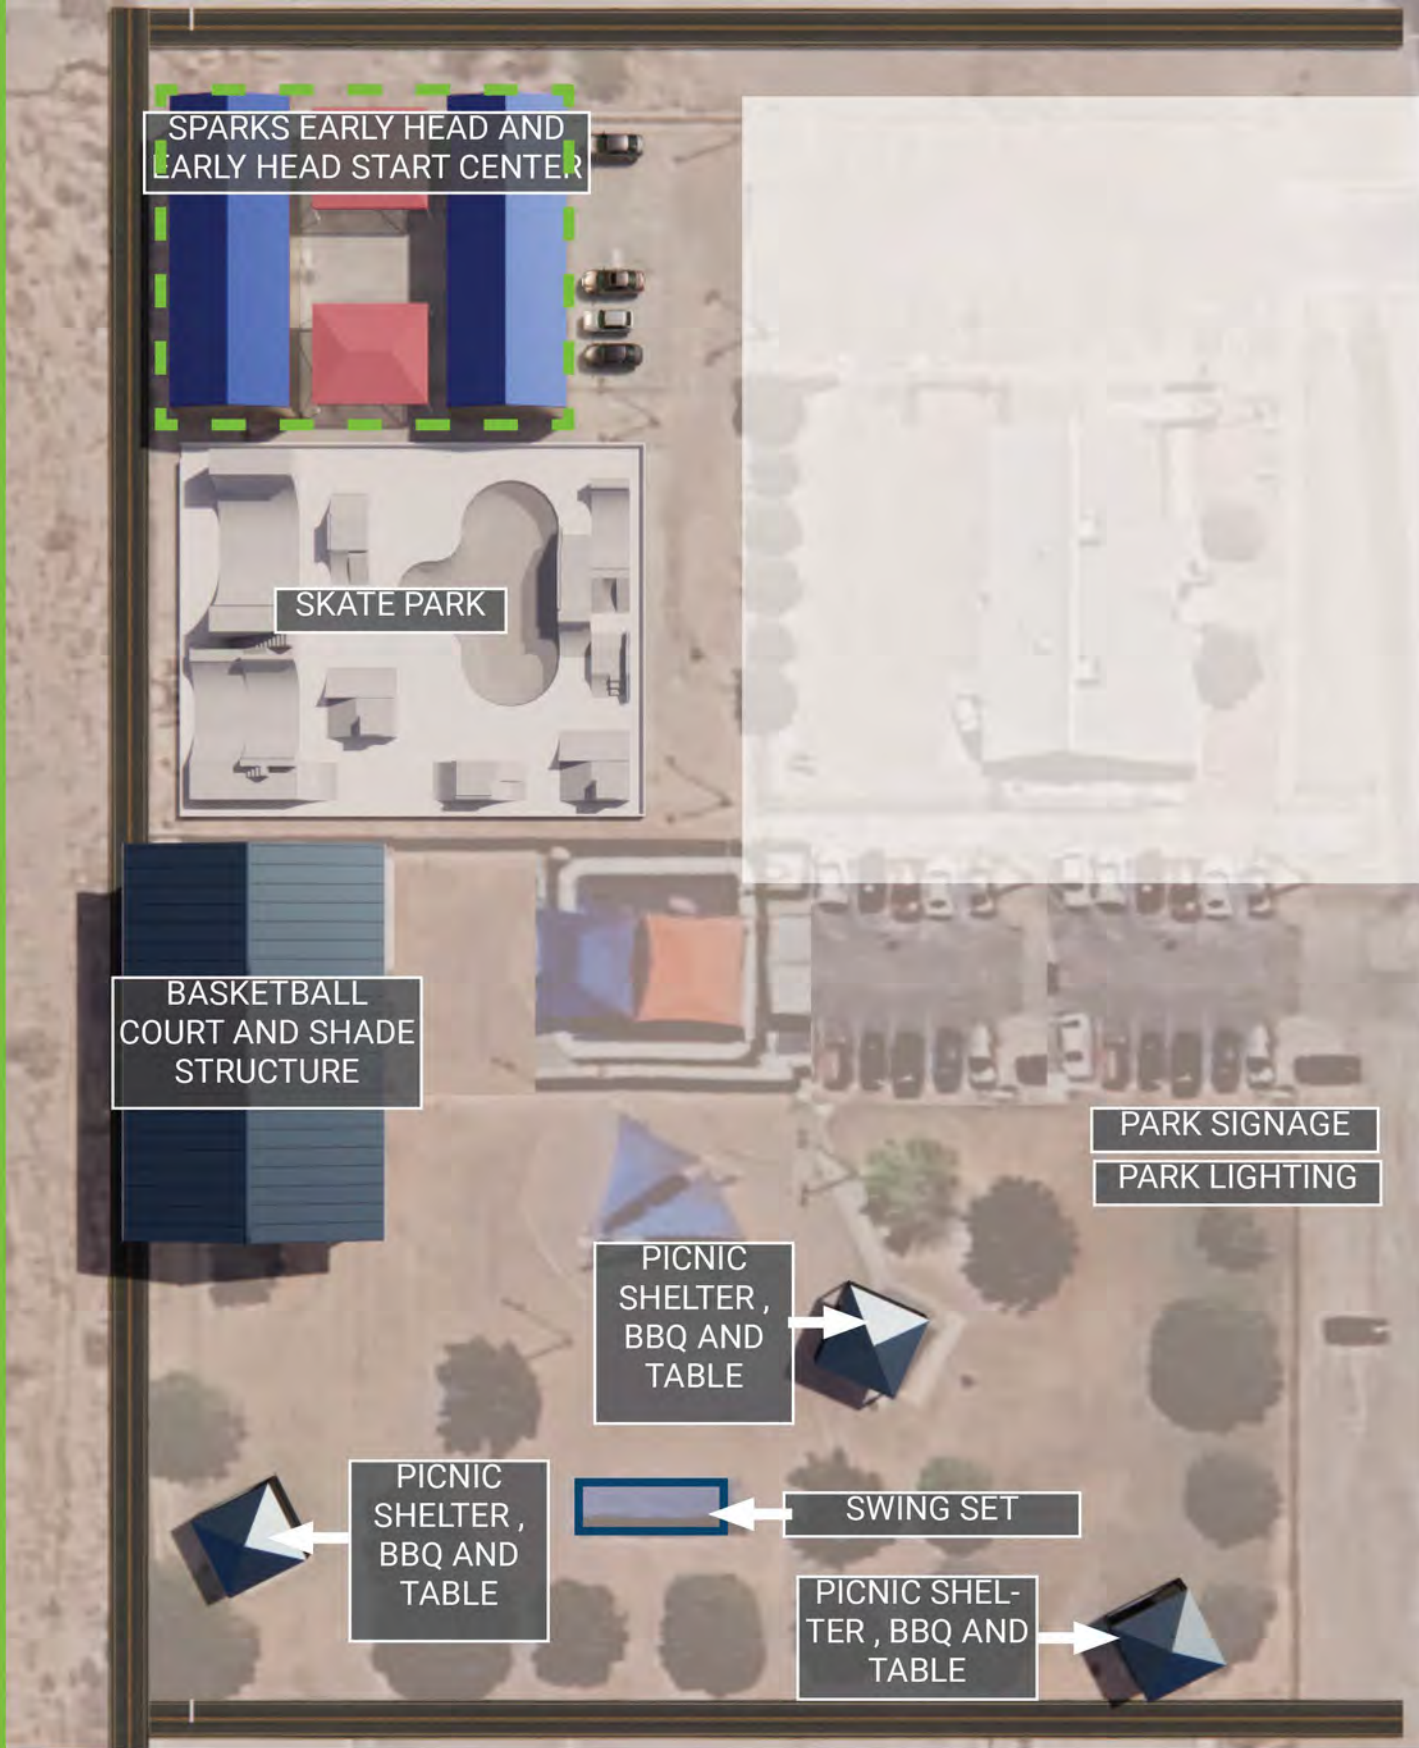 SPARKS EARLY HEAD AND
EARLY HEAD START CENTER
SKATE PARK
BASKETBALL
COURT AND SHADE
STRUCTURE
PARK SIGNAGE
PARK LIGHTING
PICNIC
SHELTER ,
BBQ AND
TABLE
PICNIC
SHELTER ,
BBQ AND
TABLE
SWING SET
PICNIC SHEL-
TER , BBQ AND
TABLE